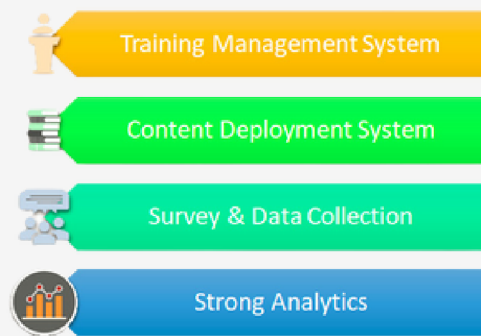 Training Management System
Content Deployment System
Survey & Data Collection
Strong Analytics